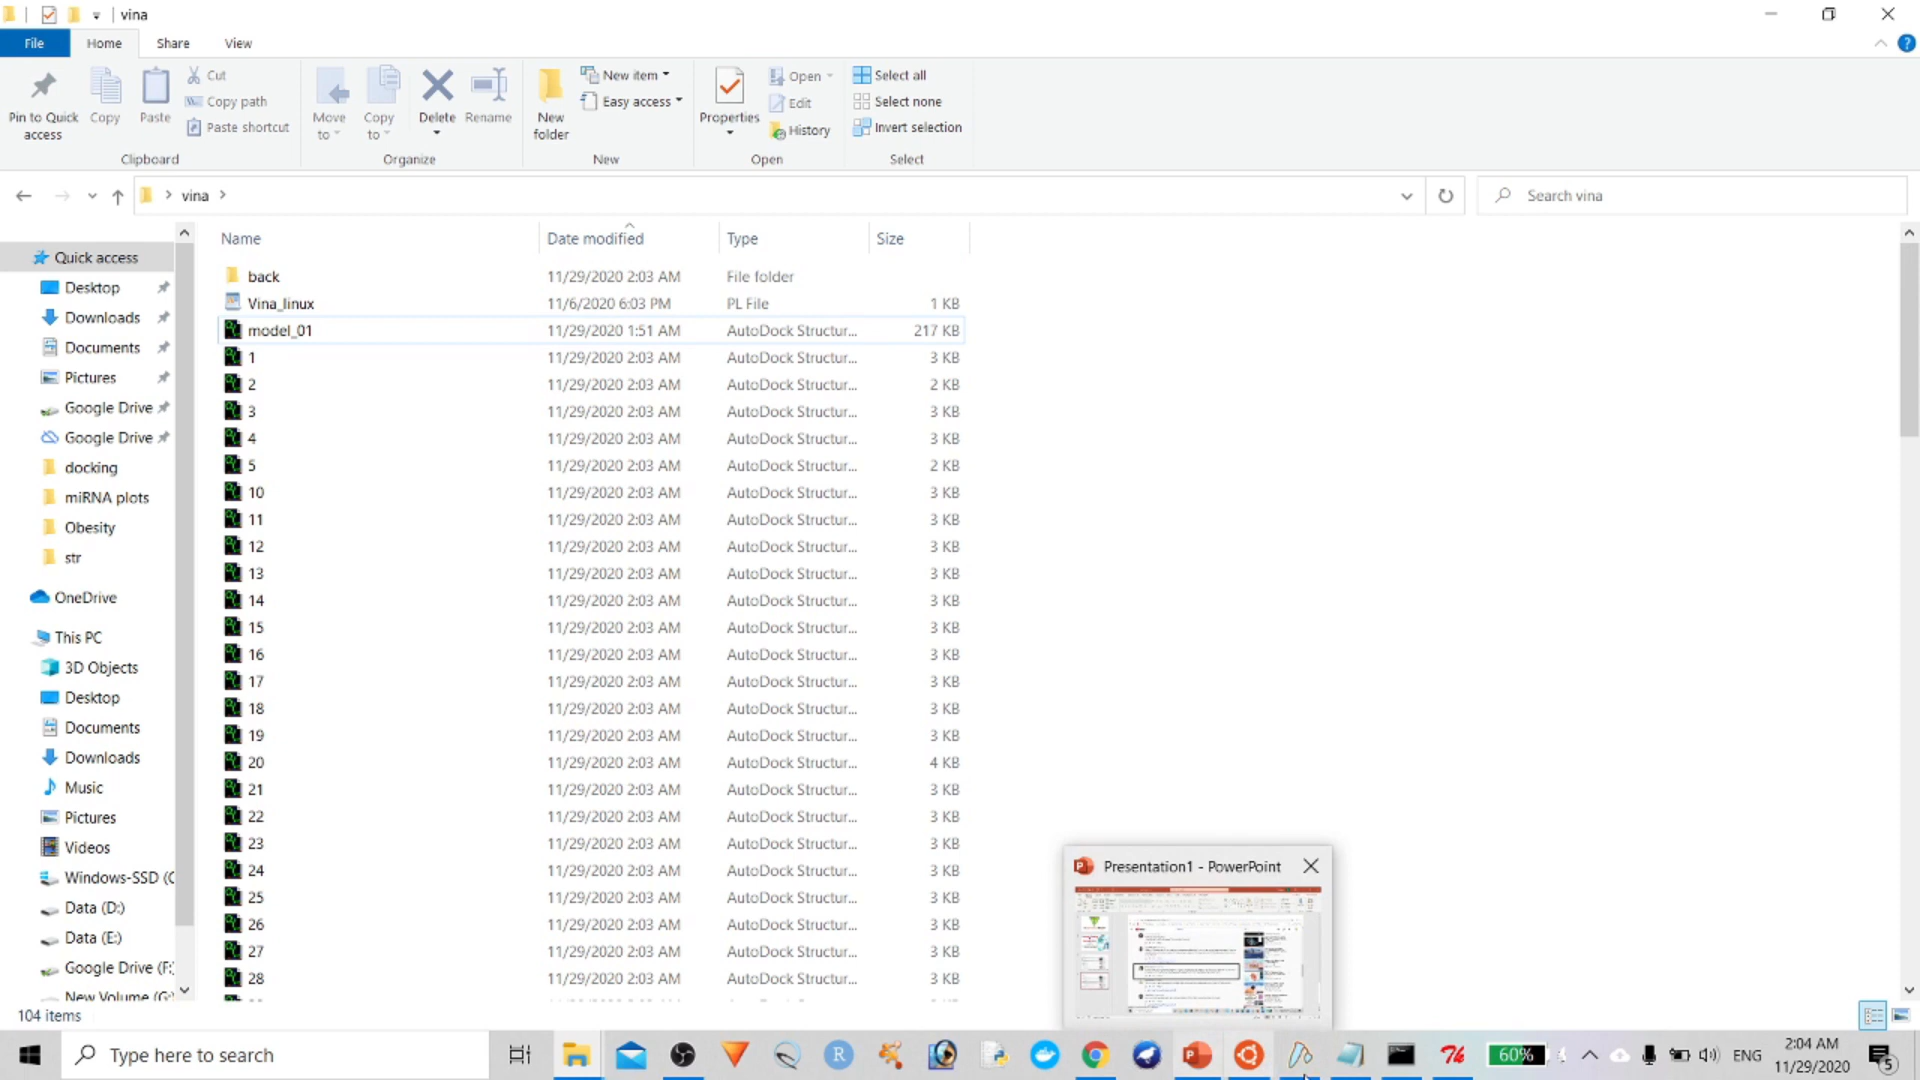 vina
File Home Share View
Pin to Quick access
Copy
Paste
Cut
Copy path
Paste shortcut
Clipboard
Move to
Copy to
Delete
Rename
Organize
New folder
New item
Easy access
New
Properties
Open
Edit
History
Open
Select all
Select none
Invert selection
Select
vina
Search vina
Name Date modified Type Size
Quick access
Desktop
Downloads
Documents
Pictures
Google Drive
Google Drive
docking
miRNA plots
Obesity
str
OneDrive
This PC
3D Objects
Desktop
Documents
Downloads
Music
Pictures
Videos
Windows-SSD (C
Data (D:)
Data (E:)
Google Drive (F:
New Volume (G:
back 11/29/2020 2:03 AM File folder
Vina_linux 11/6/2020 6:03 PM PL File 1 KB
model_01 11/29/2020 1:51 AM AutoDock Structur... 217 KB
1 11/29/2020 2:03 AM AutoDock Structur... 3 KB
2 11/29/2020 2:03 AM AutoDock Structur... 2 KB
3 11/29/2020 2:03 AM AutoDock Structur... 3 KB
4 11/29/2020 2:03 AM AutoDock Structur... 3 KB
5 11/29/2020 2:03 AM AutoDock Structur... 2 KB
10 11/29/2020 2:03 AM AutoDock Structur... 3 KB
11 11/29/2020 2:03 AM AutoDock Structur... 3 KB
12 11/29/2020 2:03 AM AutoDock Structur... 3 KB
13 11/29/2020 2:03 AM AutoDock Structur... 3 KB
14 11/29/2020 2:03 AM AutoDock Structur... 3 KB
15 11/29/2020 2:03 AM AutoDock Structur... 3 KB
16 11/29/2020 2:03 AM AutoDock Structur... 3 KB
17 11/29/2020 2:03 AM AutoDock Structur... 3 KB
18 11/29/2020 2:03 AM AutoDock Structur... 3 KB
19 11/29/2020 2:03 AM AutoDock Structur... 3 KB
20 11/29/2020 2:03 AM AutoDock Structur... 4 KB
21 11/29/2020 2:03 AM AutoDock Structur... 3 KB
22 11/29/2020 2:03 AM AutoDock Structur... 3 KB
23 11/29/2020 2:03 AM AutoDock Structur... 3 KB
24 11/29/2020 2:03 AM AutoDock Structur... 3 KB
25 11/29/2020 2:03 AM AutoDock Structur... 3 KB
26 11/29/2020 2:03 AM AutoDock Structur... 3 KB
27 11/29/2020 2:03 AM AutoDock Structur... 3 KB
28 11/29/2020 2:03 AM AutoDock Structur... 3 KB
Presentation1 - PowerPoint
104 items
Type here to search
60%
ENG
2:04 AM
11/29/2020
5